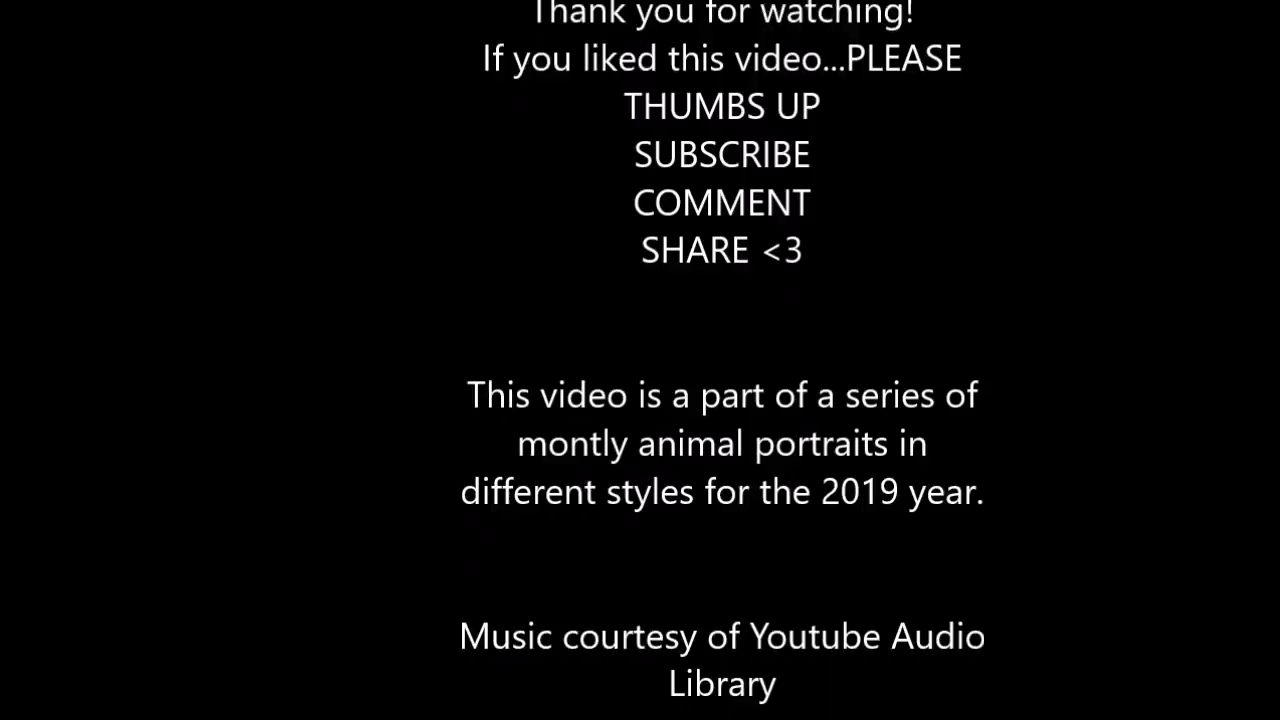 Thank you for watching!
If you liked this video...PLEASE
THUMBS UP
SUBSCRIBE
COMMENT
SHARE <3
This video is a part of a series of
montly animal portraits in
different styles for the 2019 year.
Music courtesy of Youtube Audio
Library